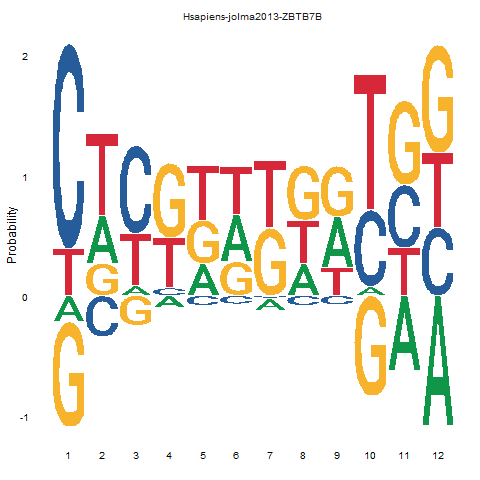 Hsapiens-jolma2013-ZBTB7B
Probability
2
1
0
-1
C T A G
T A G C
C T A G
G T C A
T G A C
T A G C
T G C A
G T A C
G A T C
T C A G
G C T A
G T C A
1 2 3 4 5 6 7 8 9 10 11 12